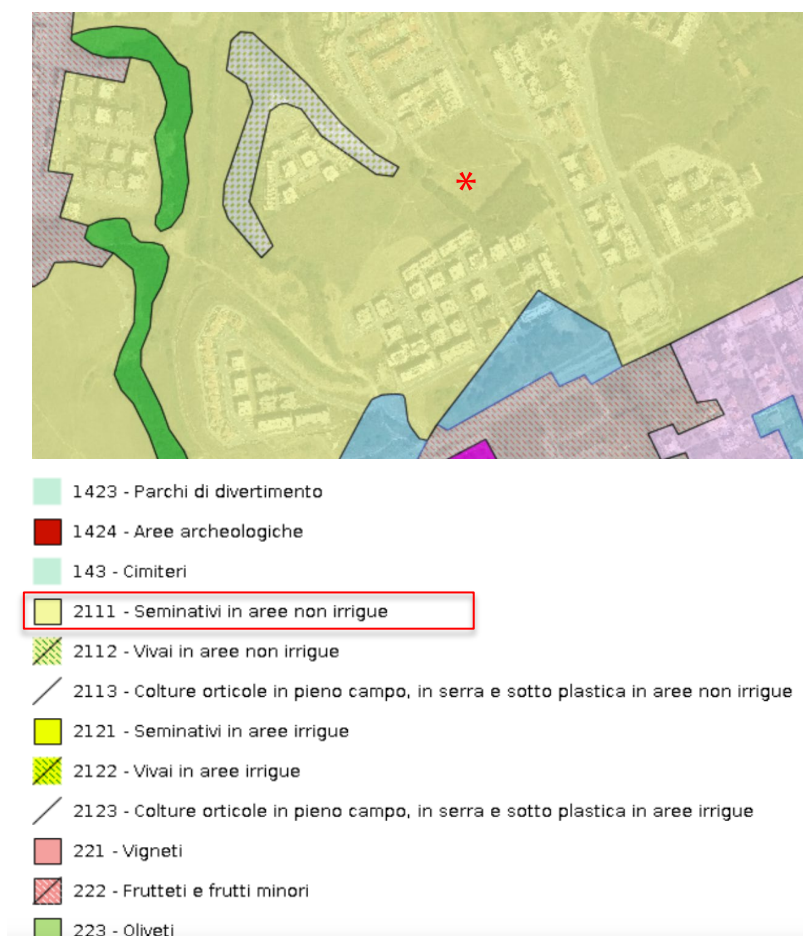 *
1423 - Parchi di divertimento
1424 - Aree archeologiche
143 - Cimiteri
2111 - Seminativi in aree non irrigue
2112 - Vivai in aree non irrigue
2113 - Colture orticole in pieno campo, in serra e sotto plastica in aree non irrigue
2121 - Seminativi in aree irrigue
2122 - Vivai in aree irrigue
2123 - Colture orticole in pieno campo, in serra e sotto plastica in aree irrigue
221 - Vigneti
222 - Frutteti e frutti minori
223 - Oliveti